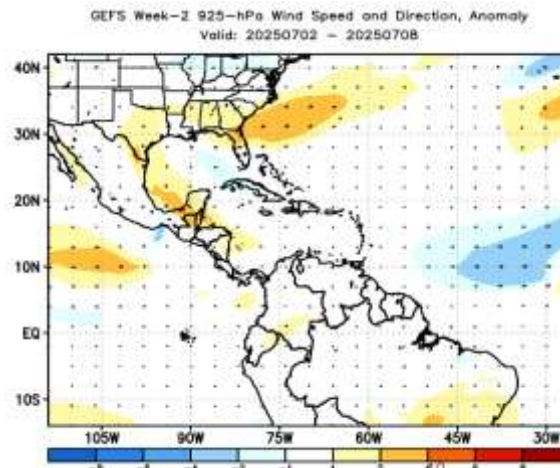 GEFS Week-2 925-hPa Wind Speed and Direction, Anomaly
Valid: 20250702 - 20250708
40N
30N
20N
10N
EQ
10S
105W 90W 75W 60W 45W 30W